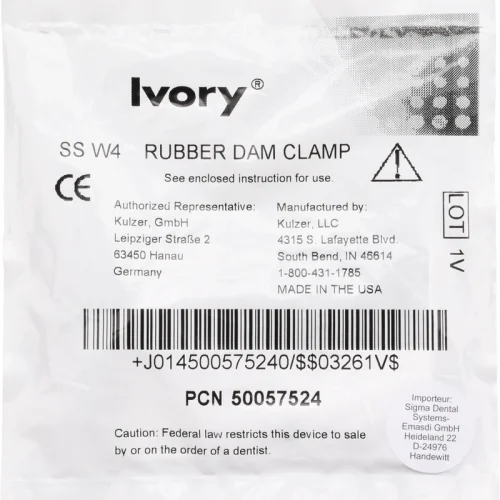 Ivory®
SS W4 RUBBER DAM CLAMP
See enclosed instruction for use.
CE
Authorized Representative:
Kulzer, GmbH
Leipziger Straße 2
63450 Hanau
Germany
Manufactured by:
Kulzer, LLC
4315 S. Lafayette Blvd.
South Bend, IN 46614
1-800-431-1785
MADE IN THE USA
LOT 1V
+J014500575240/$$03261V$
PCN 50057524
Caution: Federal law restricts this device to sale
by or on the order of a dentist.
Importeur:
Sigma Dental
Systems-
Emasdi GmbH
Heideland 22
D-24976
Handewitt